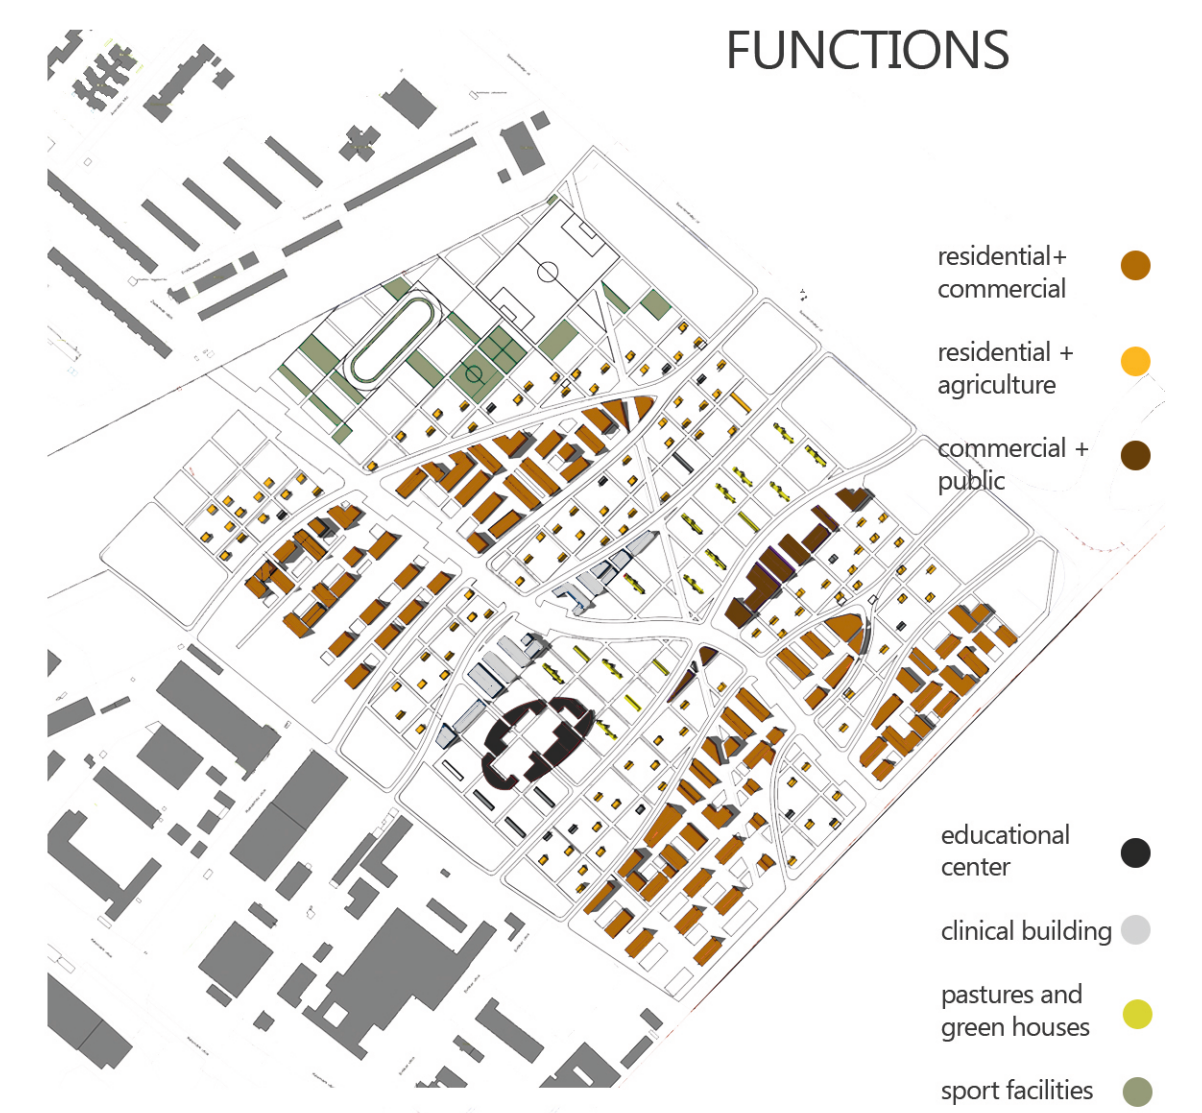 FUNCTIONS
residential+
commercial
residential +
agriculture
commercial +
public
educational
center
clinical building
pastures and
green houses
sport facilities